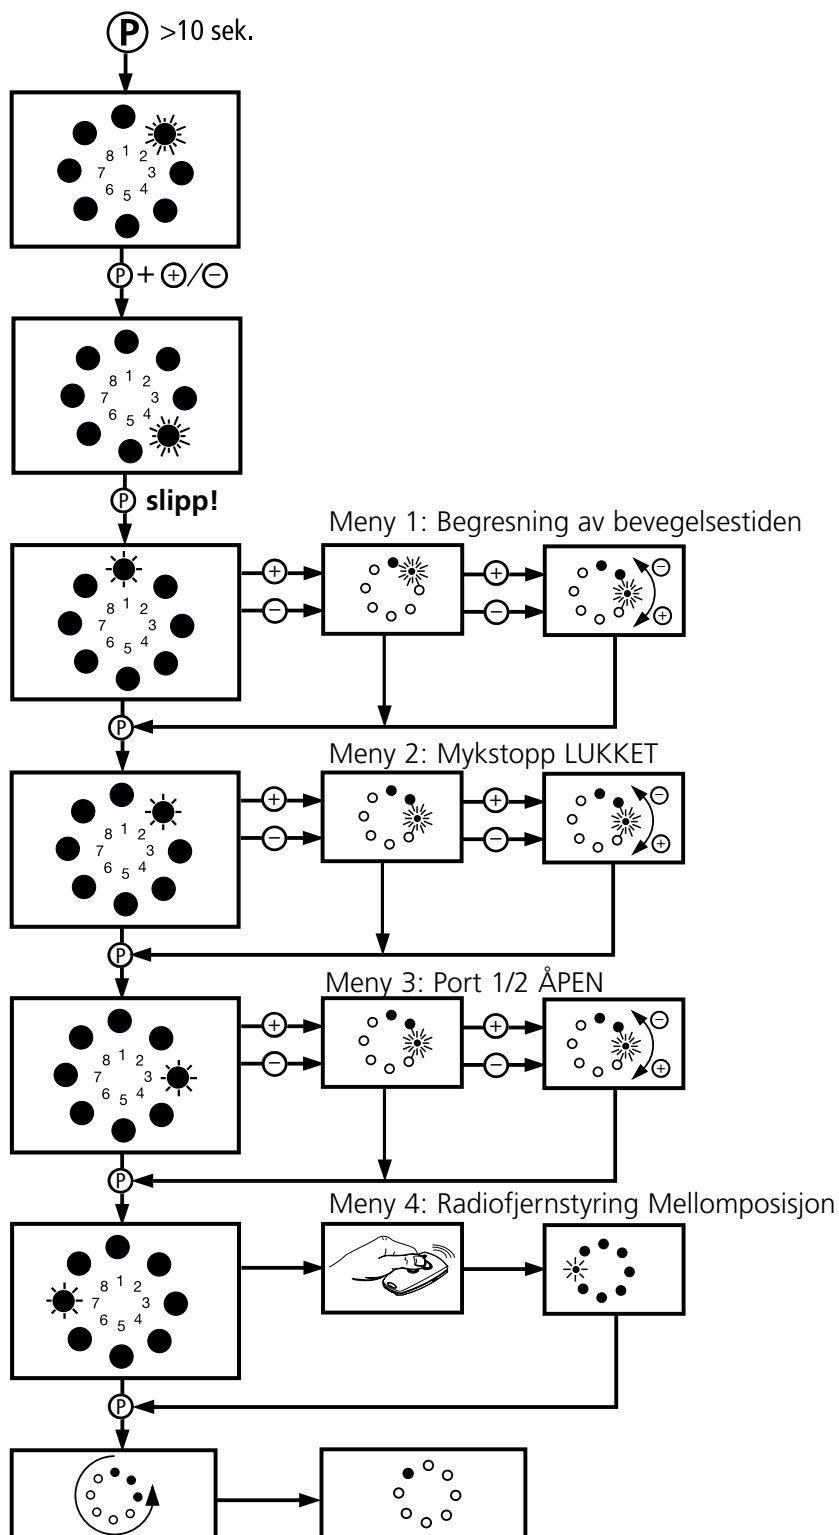 P >10 sek.
8 1 2
7 3
6 5 4
P + +/−
8 1 2
7 3
6 5 4
P slipp!
Meny 1: Begresning av bevegelsestiden
8 1 2
7 3
6 5 4
+ + −
− − +
P
Meny 2: Mykstopp LUKKET
8 1 2
7 3
6 5 4
+ + −
− − +
P
Meny 3: Port 1/2 ÅPEN
8 1 2
7 3
6 5 4
+ + −
− − +
P
Meny 4: Radiofjernstyring Mellomposisjon
8 1 2
7 3
6 5 4
P